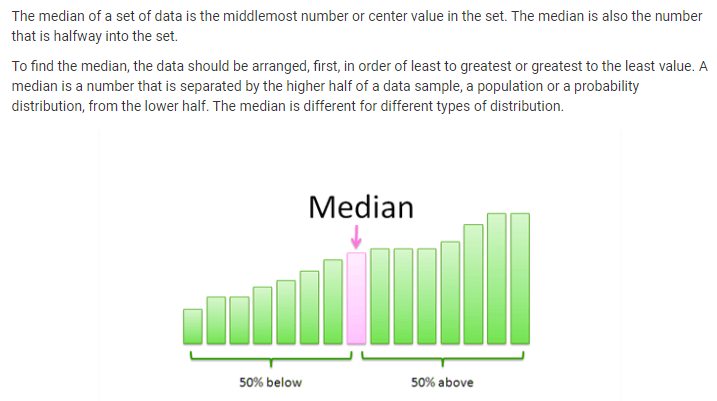 The median of a set of data is the middlemost number or center value in the set. The median is also the number
that is halfway into the set.
To find the median, the data should be arranged, first, in order of least to greatest or greatest to the least value. A
median is a number that is separated by the higher half of a data sample, a population or a probability
distribution, from the lower half. The median is different for different types of distribution.
Median
50% below
50% above